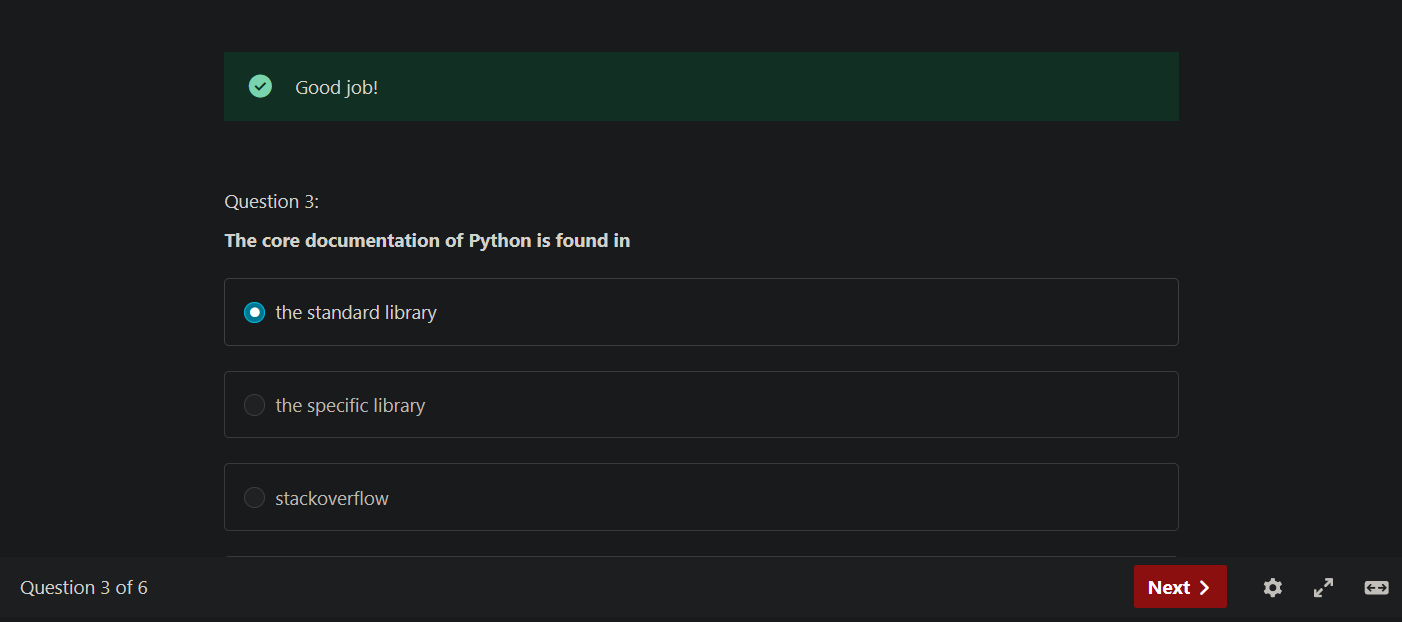 Good job!
Question 3:
The core documentation of Python is found in
the standard library
the specific library
stackoverflow
Question 3 of 6
Next